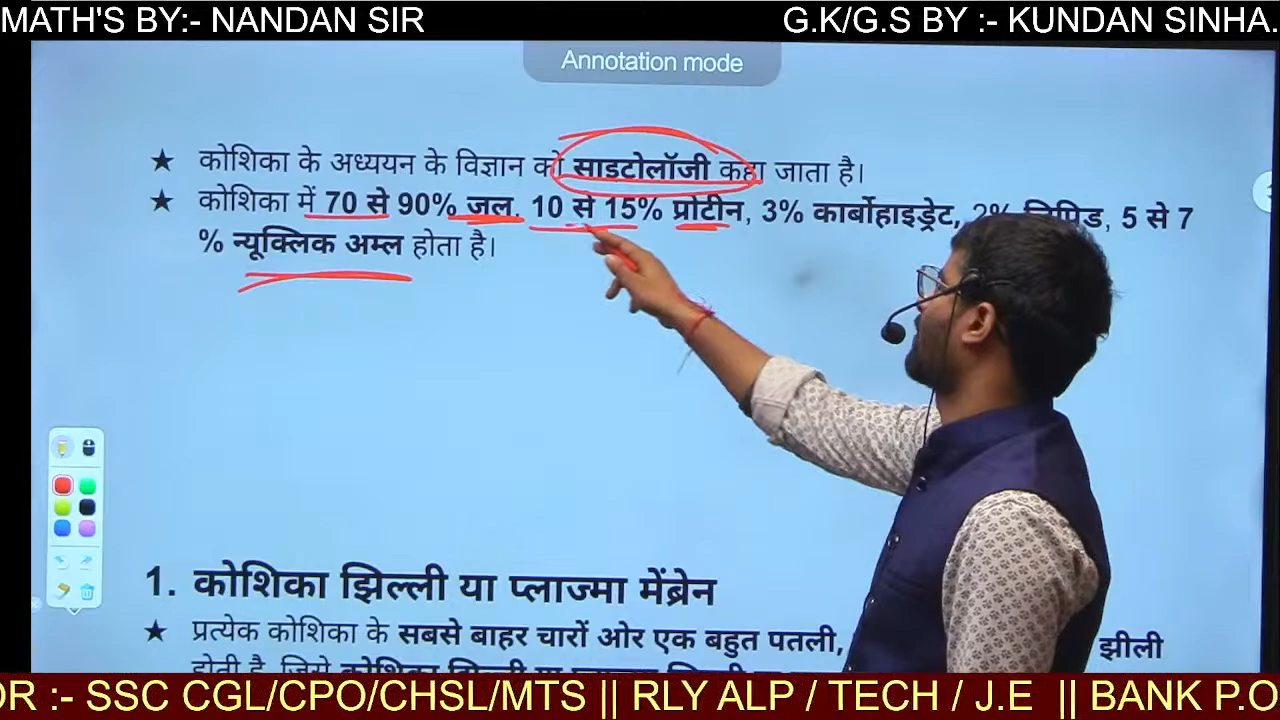 MATH'S BY:- NANDAN SIR G.K/G.S BY :- KUNDAN SINHA.
Annotation mode
★ कोशिका के अध्ययन के विज्ञान को साइटोलॉजी कहा जाता है।
★ कोशिका में 70 से 90% जल, 10 से 15% प्रोटीन, 3% कार्बोहाइड्रेट, 2% लिपिड, 5 से 7
% न्यूक्लिक अम्ल होता है।
1. कोशिका झिल्ली या प्लाज्मा मेंब्रेन
★ प्रत्येक कोशिका के सबसे बाहर चारों ओर एक बहुत पतली, झीली
होती है, जिसे कोशिका झिल्ली या
OR :- SSC CGL/CPO/CHSL/MTS || RLY ALP / TECH / J.E || BANK P.O